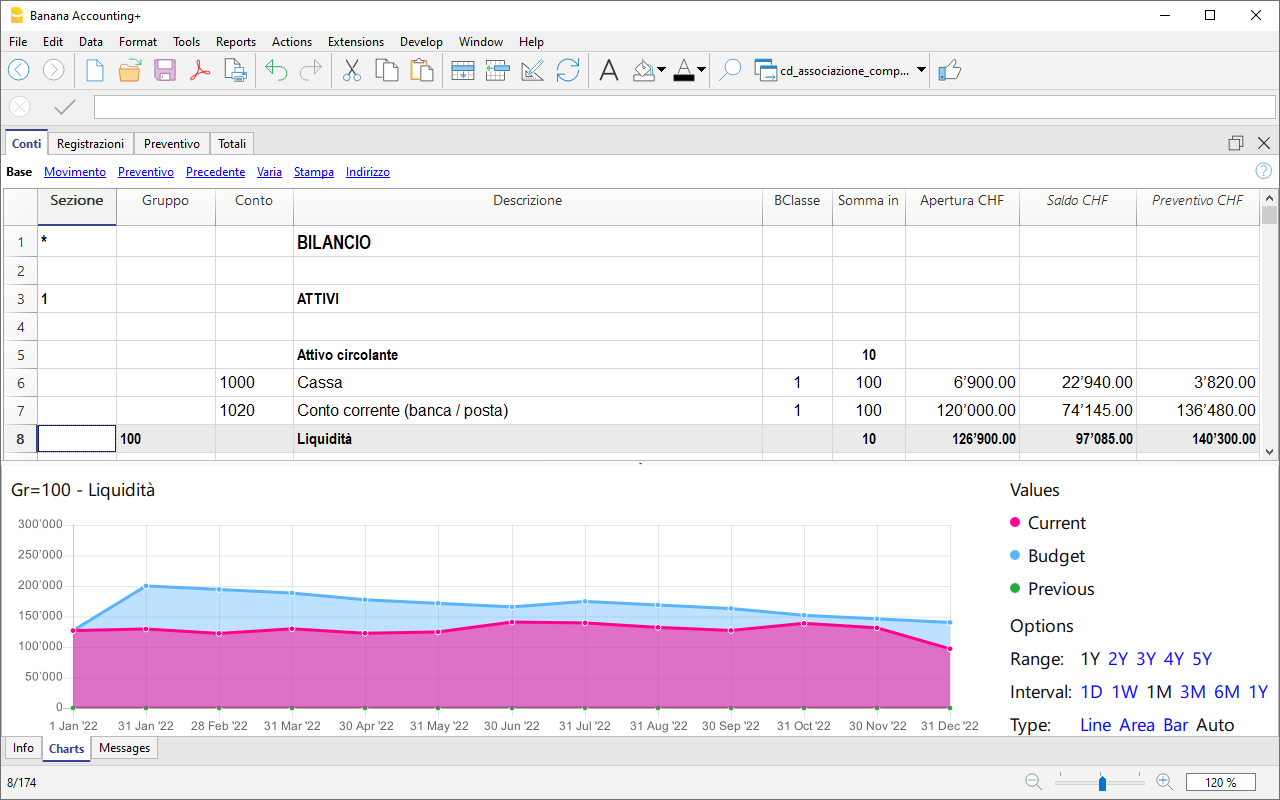 Banana Accounting+
File Edit Data Format Tools Reports Actions Extensions Develop Window Help
A A cd_associazione_comp...
Conti Registrazioni Preventivo Totali
Base Movimento Preventivo Precedente Varia Stampa Indirizzo ?
Sezione Gruppo Conto Descrizione BClasse Somma in Apertura CHF Saldo CHF Preventivo CHF
1 * BILANCIO
2
3 1 ATTIVI
4
5 Attivo circolante 10
6 1000 Cassa 1 100 6’900.00 22’940.00 3’820.00
7 1020 Conto corrente (banca / posta) 1 100 120’000.00 74’145.00 136’480.00
8 100 Liquidità 10 126’900.00 97’085.00 140’300.00
Gr=100 - Liquidità
300’000
250’000
200’000
150’000
100’000
50’000
0
1 Jan '22 31 Jan '22 28 Feb '22 31 Mar '22 30 Apr '22 31 May '22 30 Jun '22 31 Jul '22 31 Aug '22 30 Sep '22 31 Oct '22 30 Nov '22 31 Dec '22
Values
Current
Budget
Previous
Options
Range: 1Y 2Y 3Y 4Y 5Y
Interval: 1D 1W 1M 3M 6M 1Y
Type: Line Area Bar Auto
Info Charts Messages
8/174 120 %